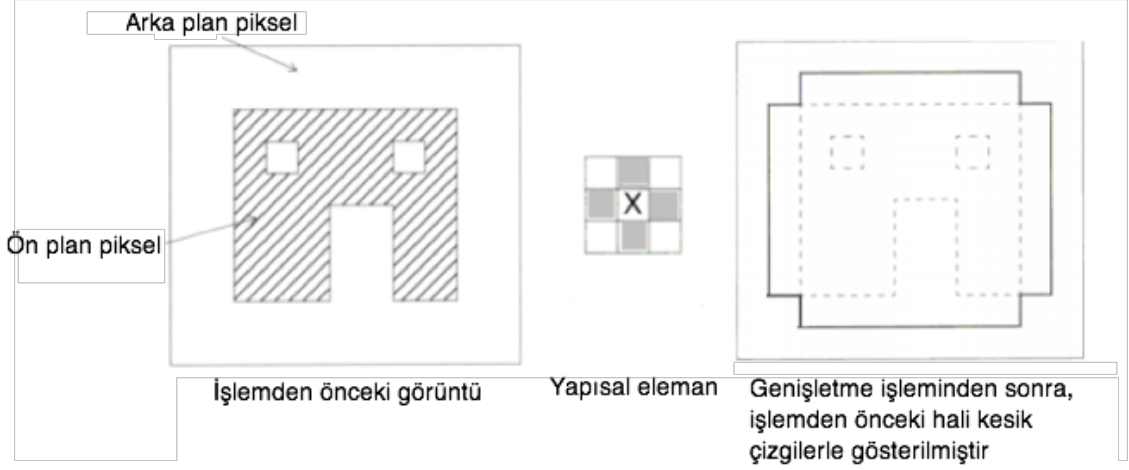 Arka plan piksel
X
Ön plan piksel
İşlemden önceki görüntü
Yapısal eleman
Genişletme işleminden sonra,
işlemden önceki hali kesik
çizgilerle gösterilmiştir